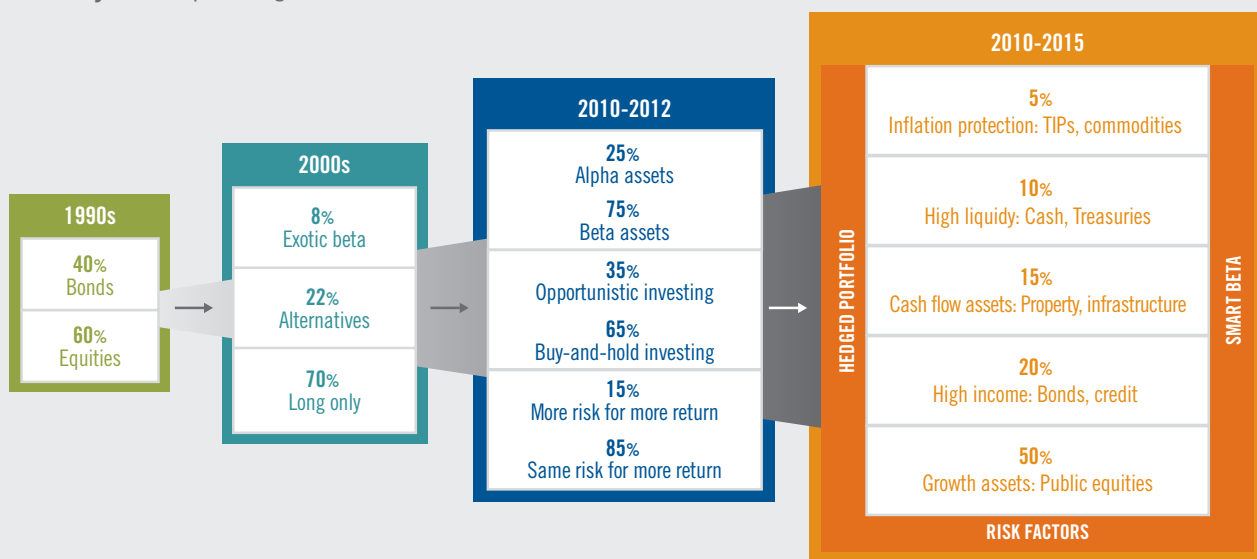 1990s
40%
Bonds
60%
Equities
2000s
8%
Exotic beta
22%
Alternatives
70%
Long only
2010-2012
25%
Alpha assets
75%
Beta assets
35%
Opportunistic investing
65%
Buy-and-hold investing
15%
More risk for more return
85%
Same risk for more return
2010-2015
HEDGED PORTFOLIO
5%
Inflation protection: TIPs, commodities
10%
High liquidy: Cash, Treasuries
15%
Cash flow assets: Property, infrastructure
20%
High income: Bonds, credit
50%
Growth assets: Public equities
SMART BETA
RISK FACTORS